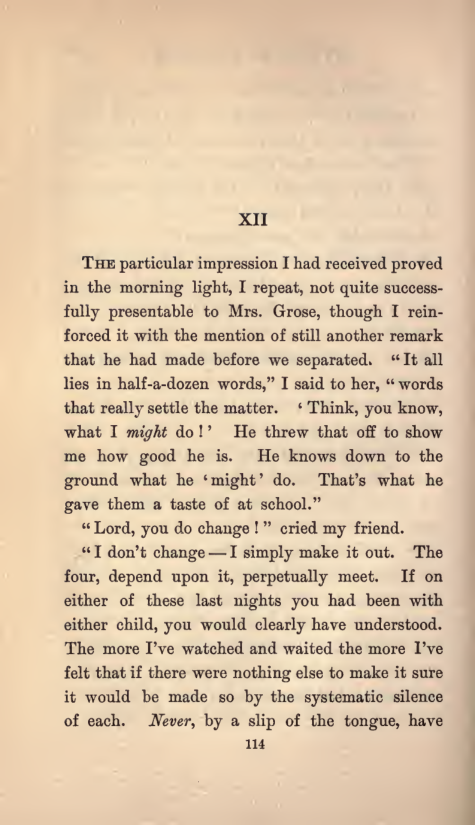 XII
THE particular impression I had received proved
in the morning light, I repeat, not quite success-
fully presentable to Mrs. Grose, though I rein-
forced it with the mention of still another remark
that he had made before we separated. “It all
lies in half-a-dozen words,” I said to her, “words
that really settle the matter. ‘Think, you know,
what I might do!’ He threw that off to show
me how good he is. He knows down to the
ground what he ‘might’ do. That’s what he
gave them a taste of at school.”
“Lord, you do change!” cried my friend.
“I don’t change—I simply make it out. The
four, depend upon it, perpetually meet. If on
either of these last nights you had been with
either child, you would clearly have understood.
The more I’ve watched and waited the more I’ve
felt that if there were nothing else to make it sure
it would be made so by the systematic silence
of each. Never, by a slip of the tongue, have
114